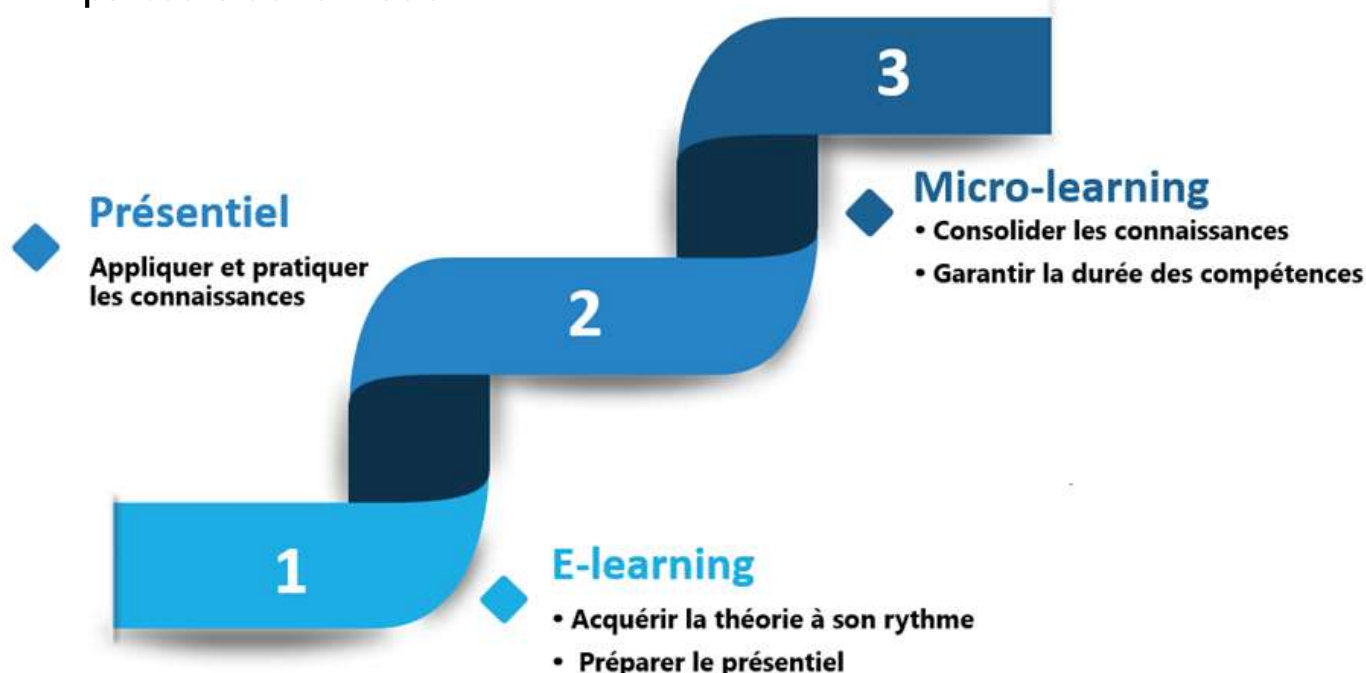 3
Micro-learning
• Consolider les connaissances
• Garantir la durée des compétences
Présentiel
Appliquer et pratiquer
les connaissances
2
1
E-learning
• Acquérir la théorie à son rythme
• Préparer le présentiel